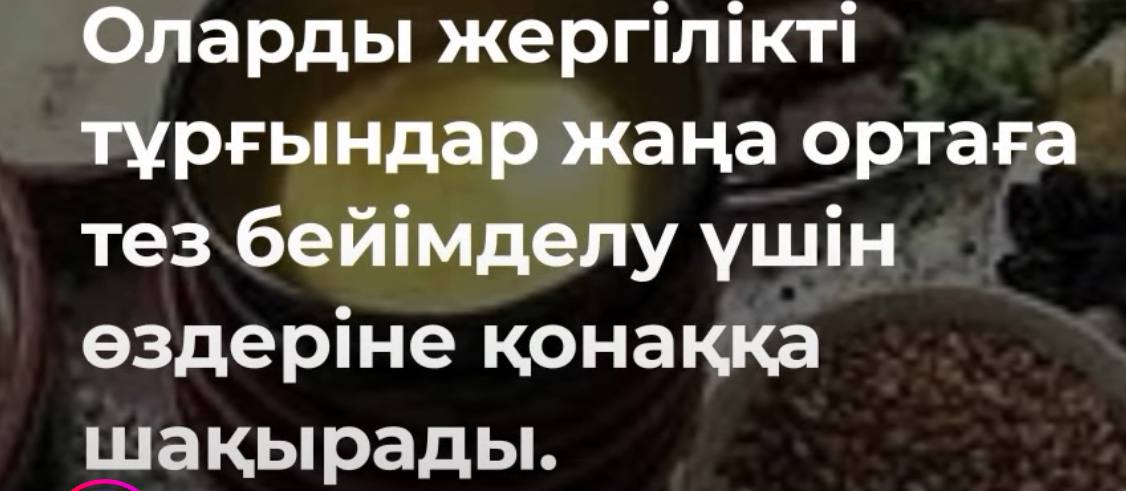 Оларды жергілікті
тұрғындар жаңа ортаға
тез бейімделу үшін
өздеріне қонаққа
шақырады.